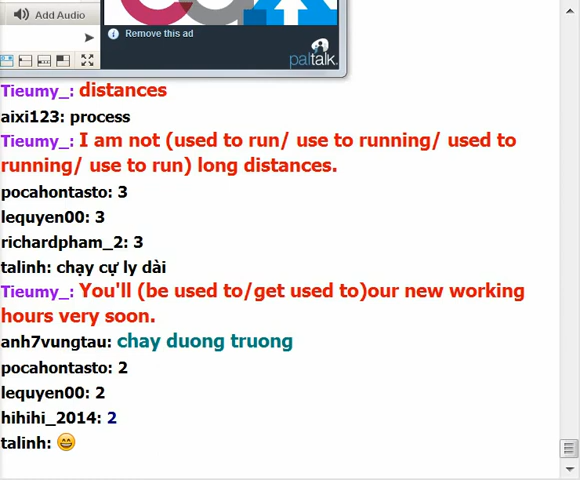 Add Audio
Remove this ad
paltalk.
Tieumy_: distances
aixi123: process
Tieumy_: I am not (used to run/ use to running/ used to
running/ use to run) long distances.
pocahontasto: 3
lequyen00: 3
richardpham_2: 3
talinh: chạy cự ly dài
Tieumy_: You'll (be used to/get used to)our new working
hours very soon.
anh7vungtau: chay duong truong
pocahontasto: 2
lequyen00: 2
hihihi_2014: 2
talinh: 😄